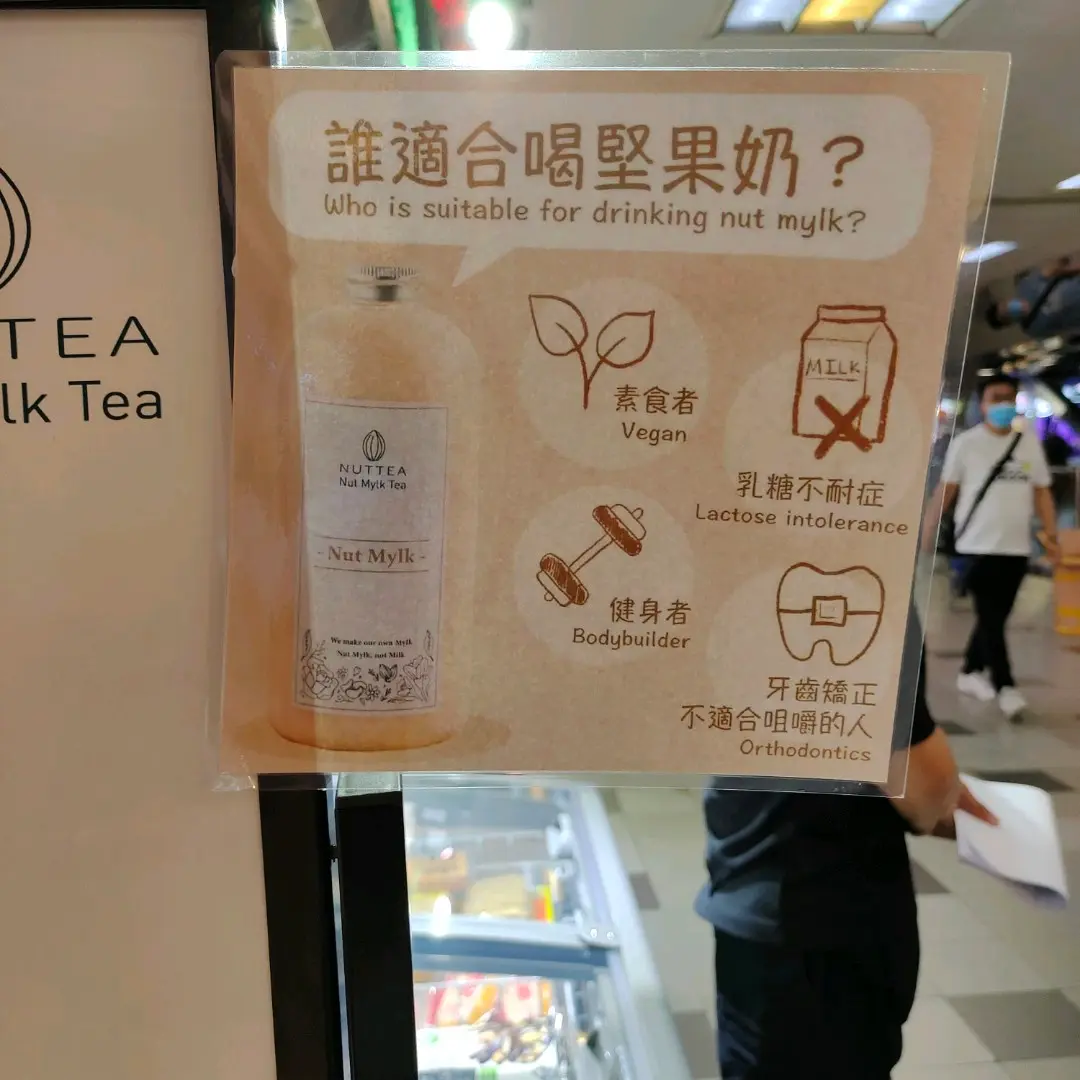 TEA
lk Tea
誰適合喝堅果奶？
Who is suitable for drinking nut mylk?
NUTTEA
Nut Mylk Tea
- Nut Mylk -
We make our own Mylk
Nut Mylk, not Milk
素食者
Vegan
MILK
乳糖不耐症
Lactose intolerance
健身者
Bodybuilder
牙齒矯正
不適合咀嚼的人
Orthodontics